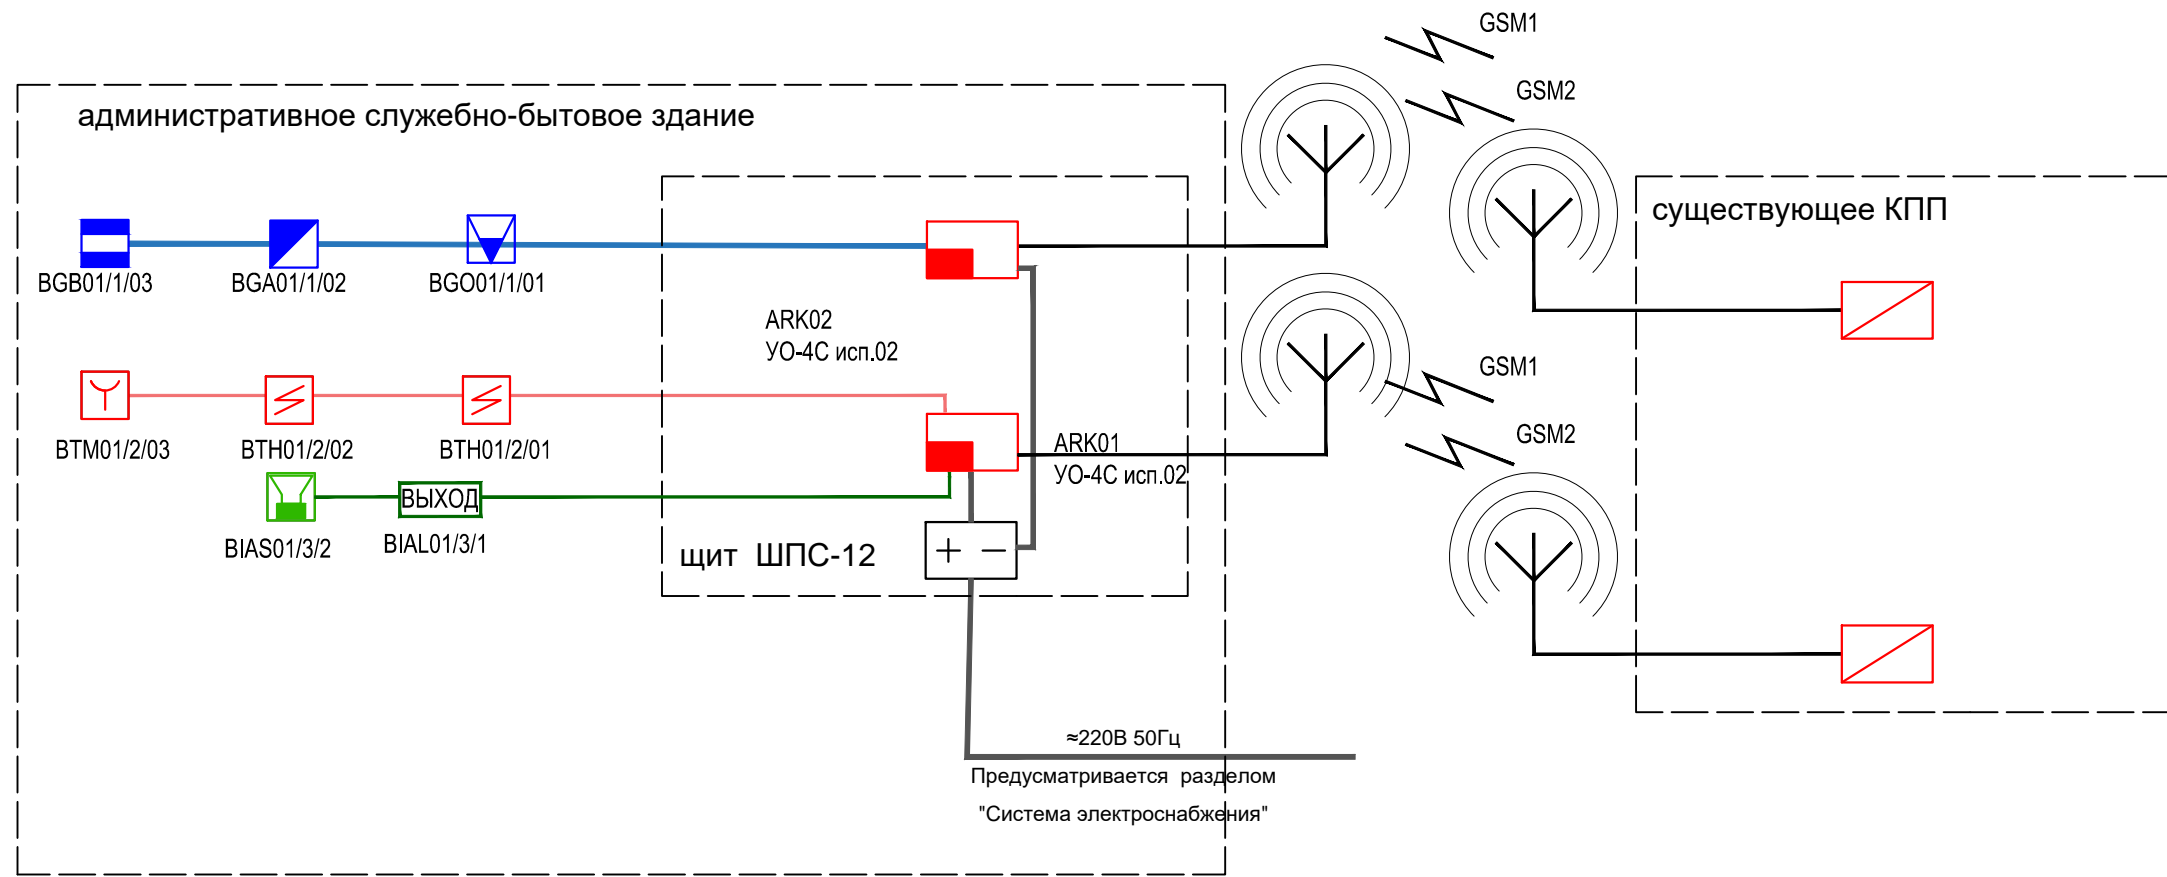 GSM1
GSM2
административное служебно-бытовое здание
существующее КПП
BGB01/1/03
BGA01/1/02
BGO01/1/01
ARK02
УО-4С исп.02
GSM1
GSM2
BTM01/2/03
BTH01/2/02
BTH01/2/01
ARK01
УО-4С исп.02
ВЫХОД
BIAS01/3/2
BIAL01/3/1
щит ШПС-12
+ −
≈220В 50Гц
Предусматривается разделом
"Система электроснабжения"